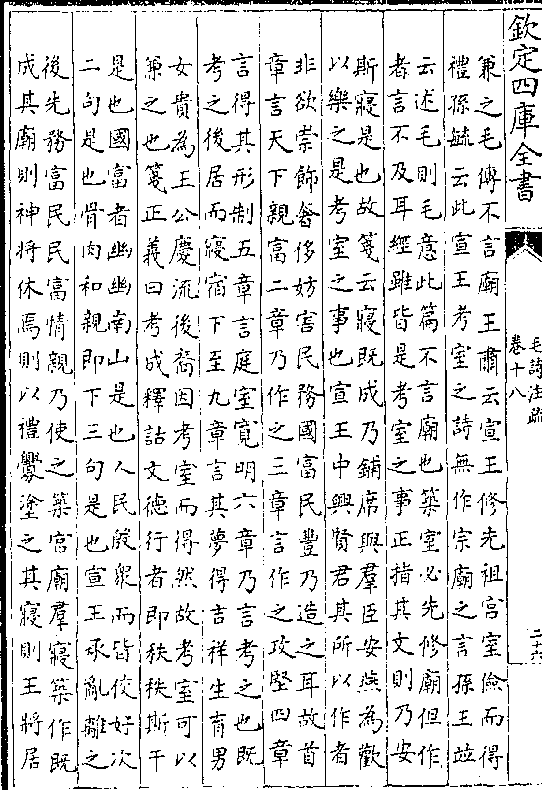 欽定四庫全書
毛詩注疏
卷十八
二十六
兼之毛傳不言廟王肅云宣王修先祖宮室儉而得
禮孫毓云此宣王考室之詩無作宗廟之言孫王並
云述毛則毛意此篇不言廟也築室必先修廟但作
者言不及耳經雖皆是考室之事正指其文則乃安
斯寢是也故箋云寢既成乃鋪席與羣臣安燕為歡
以樂之是考室之事也宣王中興賢君其所以作者
非欲崇飾奢侈妨害民務國富民豐乃造之耳故首
章言天下親富二章乃作之三章言作之攻堅四章
言得其形制五章言庭室寛明六章乃言考之也既
考之後居而寢宿下至九章言其夢得吉祥生育男
女貴為王公慶流後裔因考室而得然故考室可以
兼之也箋正義曰考成釋詁文德行者即秩秩斯干
是也國富者幽幽南山是也人民殷衆而皆佼好次
二句是也骨肉和親即下三句是也宣王承亂離之
後先務富民民富情親乃使之築宮廟羣寢築作既
成其廟則神將休焉則以禮釁塗之其寢則王將居